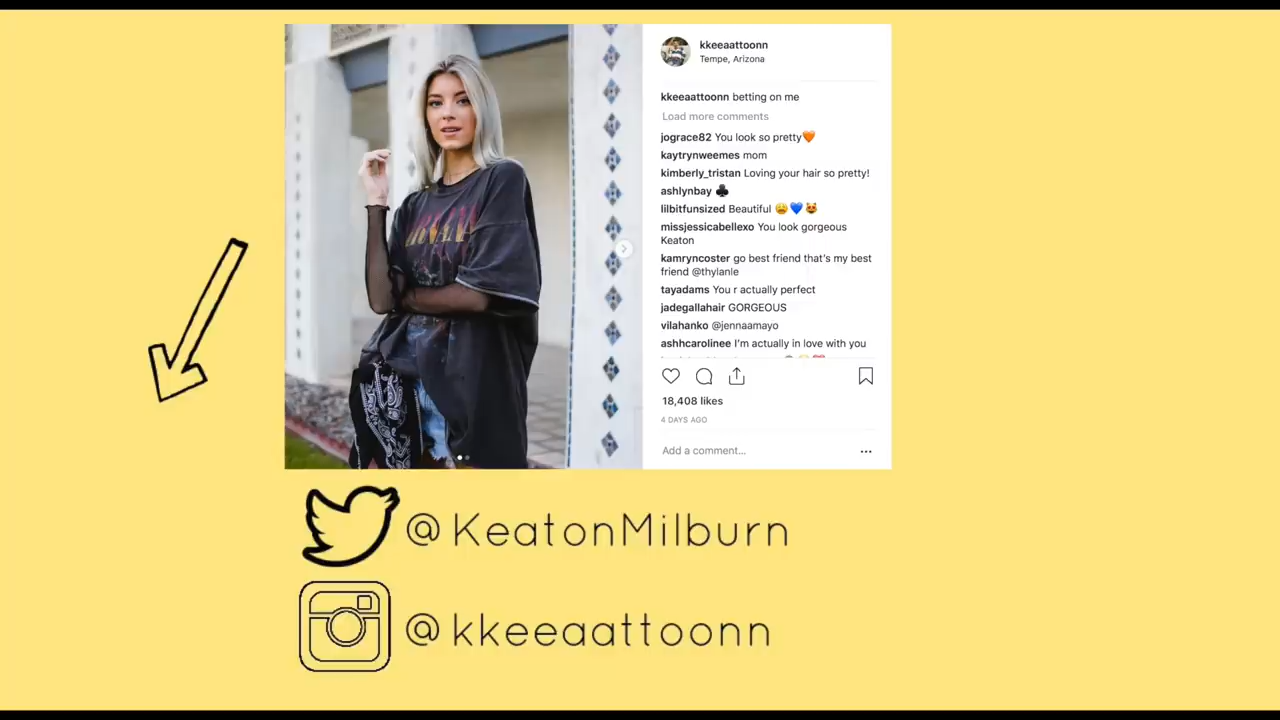 kkeeaattoonn
Tempe, Arizona
kkeeaattoonn betting on me
Load more comments
jograce82 You look so pretty🧡
kaytrynweemes mom
kimberly_tristan Loving your hair so pretty!
ashlynbay ♣️
lilbitfunsized Beautiful 😩💙😻
missjessicabellexo You look gorgeous
Keaton
kamryncoster go best friend that's my best
friend @thylanle
tayadams You r actually perfect
jadegallahair GORGEOUS
vilahanko @jennaamayo
ashhcarolinee I'm actually in love with you
18,408 likes
4 DAYS AGO
Add a comment...
@KeatonMilburn
@kkeeaattoonn